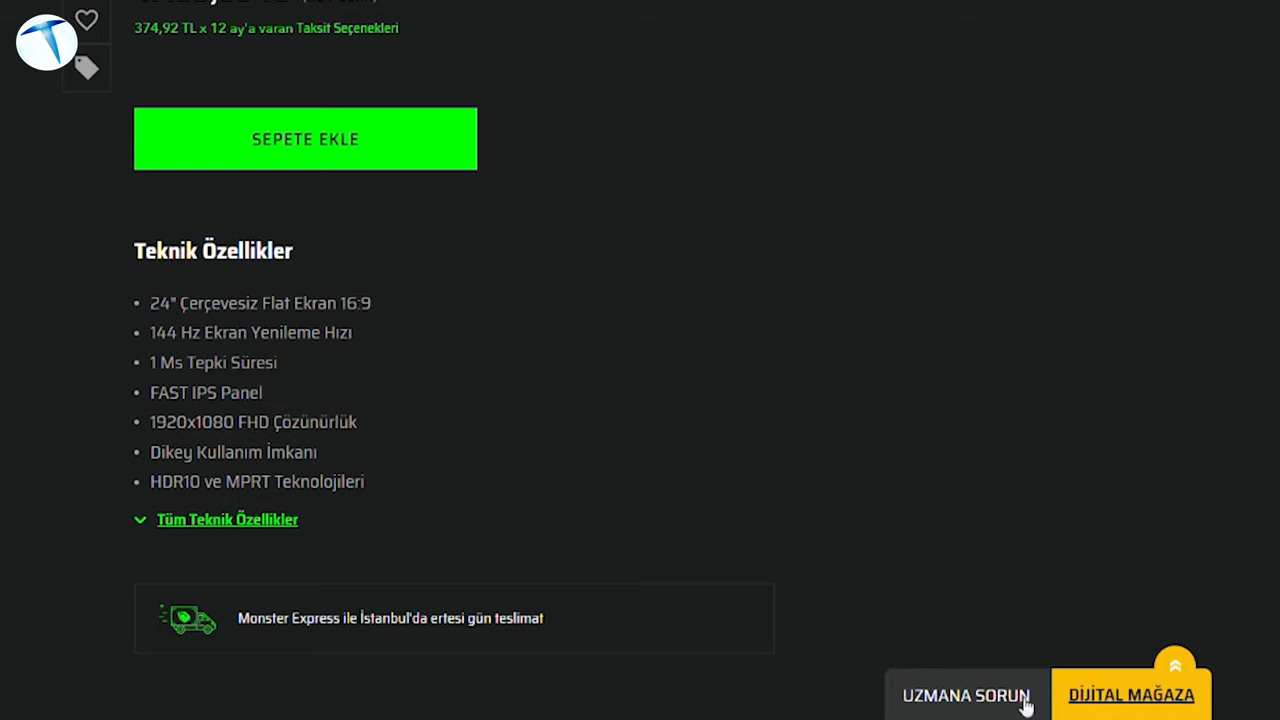 374,92 TL x 12 ay'a varan Taksit Seçenekleri
SEPETE EKLE
Teknik Özellikler
• 24" Çerçevesiz Flat Ekran 16:9
• 144 Hz Ekran Yenileme Hızı
• 1 Ms Tepki Süresi
• FAST IPS Panel
• 1920x1080 FHD Çözünürlük
• Dikey Kullanım İmkanı
• HDR10 ve MPRT Teknolojileri
Tüm Teknik Özellikler
Monster Express ile İstanbul'da ertesi gün teslimat
UZMANA SORUN
DİJİTAL MAĞAZA